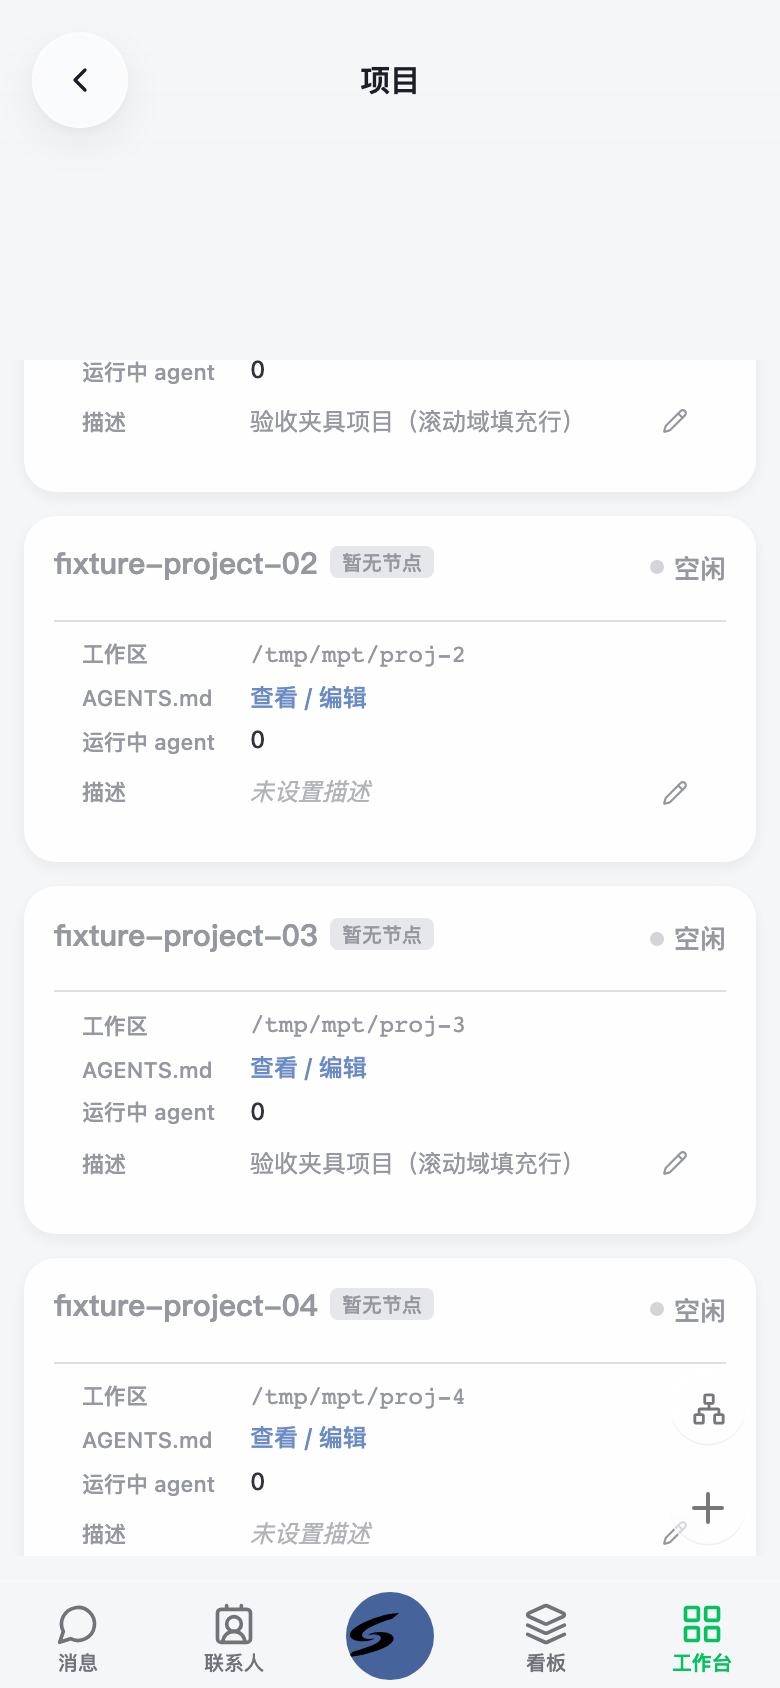 项目
运行中 agent 0
描述 验收夹具项目（滚动域填充行）
fixture-project-02 暂无节点 空闲
工作区 /tmp/mpt/proj-2
AGENTS.md 查看 / 编辑
运行中 agent 0
描述 未设置描述
fixture-project-03 暂无节点 空闲
工作区 /tmp/mpt/proj-3
AGENTS.md 查看 / 编辑
运行中 agent 0
描述 验收夹具项目（滚动域填充行）
fixture-project-04 暂无节点 空闲
工作区 /tmp/mpt/proj-4
AGENTS.md 查看 / 编辑
运行中 agent 0
描述 未设置描述
消息 联系人 看板 工作台